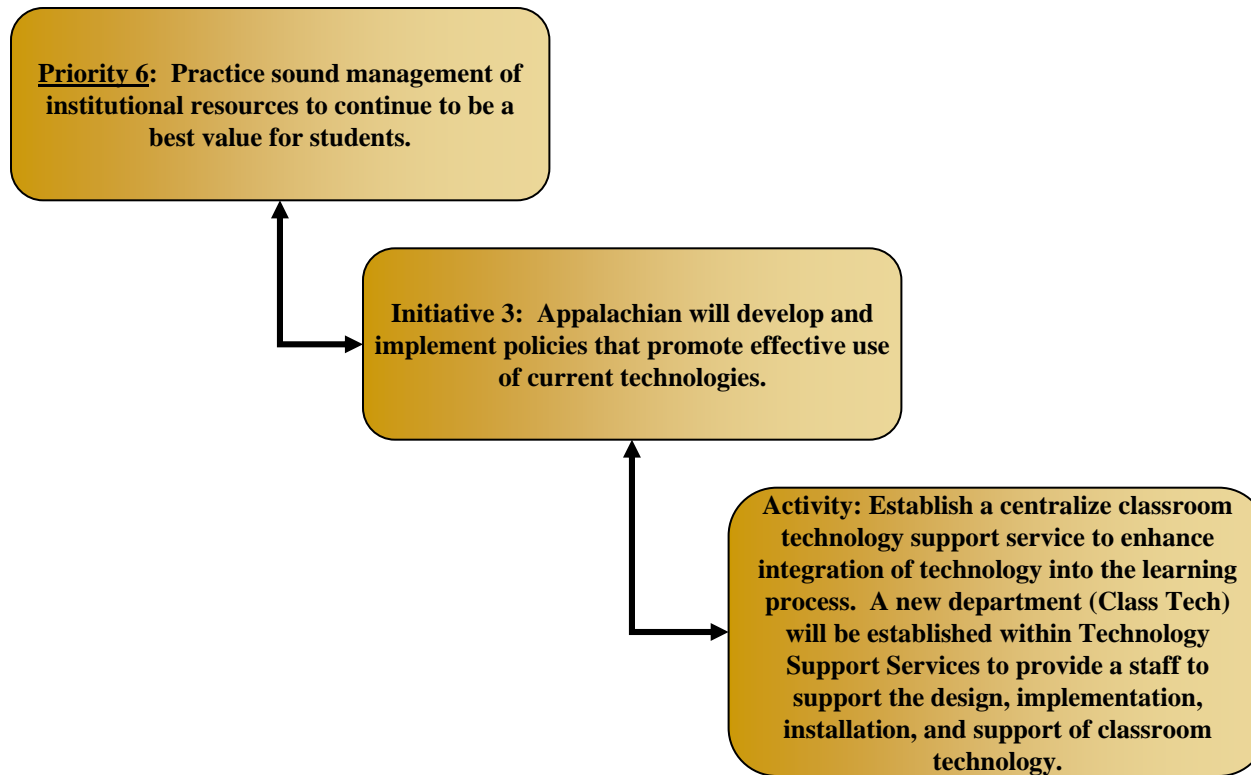 Priority 6:  Practice sound management of
institutional resources to continue to be a
best value for students.
Initiative 3:  Appalachian will develop and
implement policies that promote effective use
of current technologies.
Activity: Establish a centralize classroom
technology support service to enhance
integration of technology into the learning
process.  A new department (Class Tech)
will be established within Technology
Support Services to provide a staff to
support the design, implementation,
installation, and support of classroom
technology.